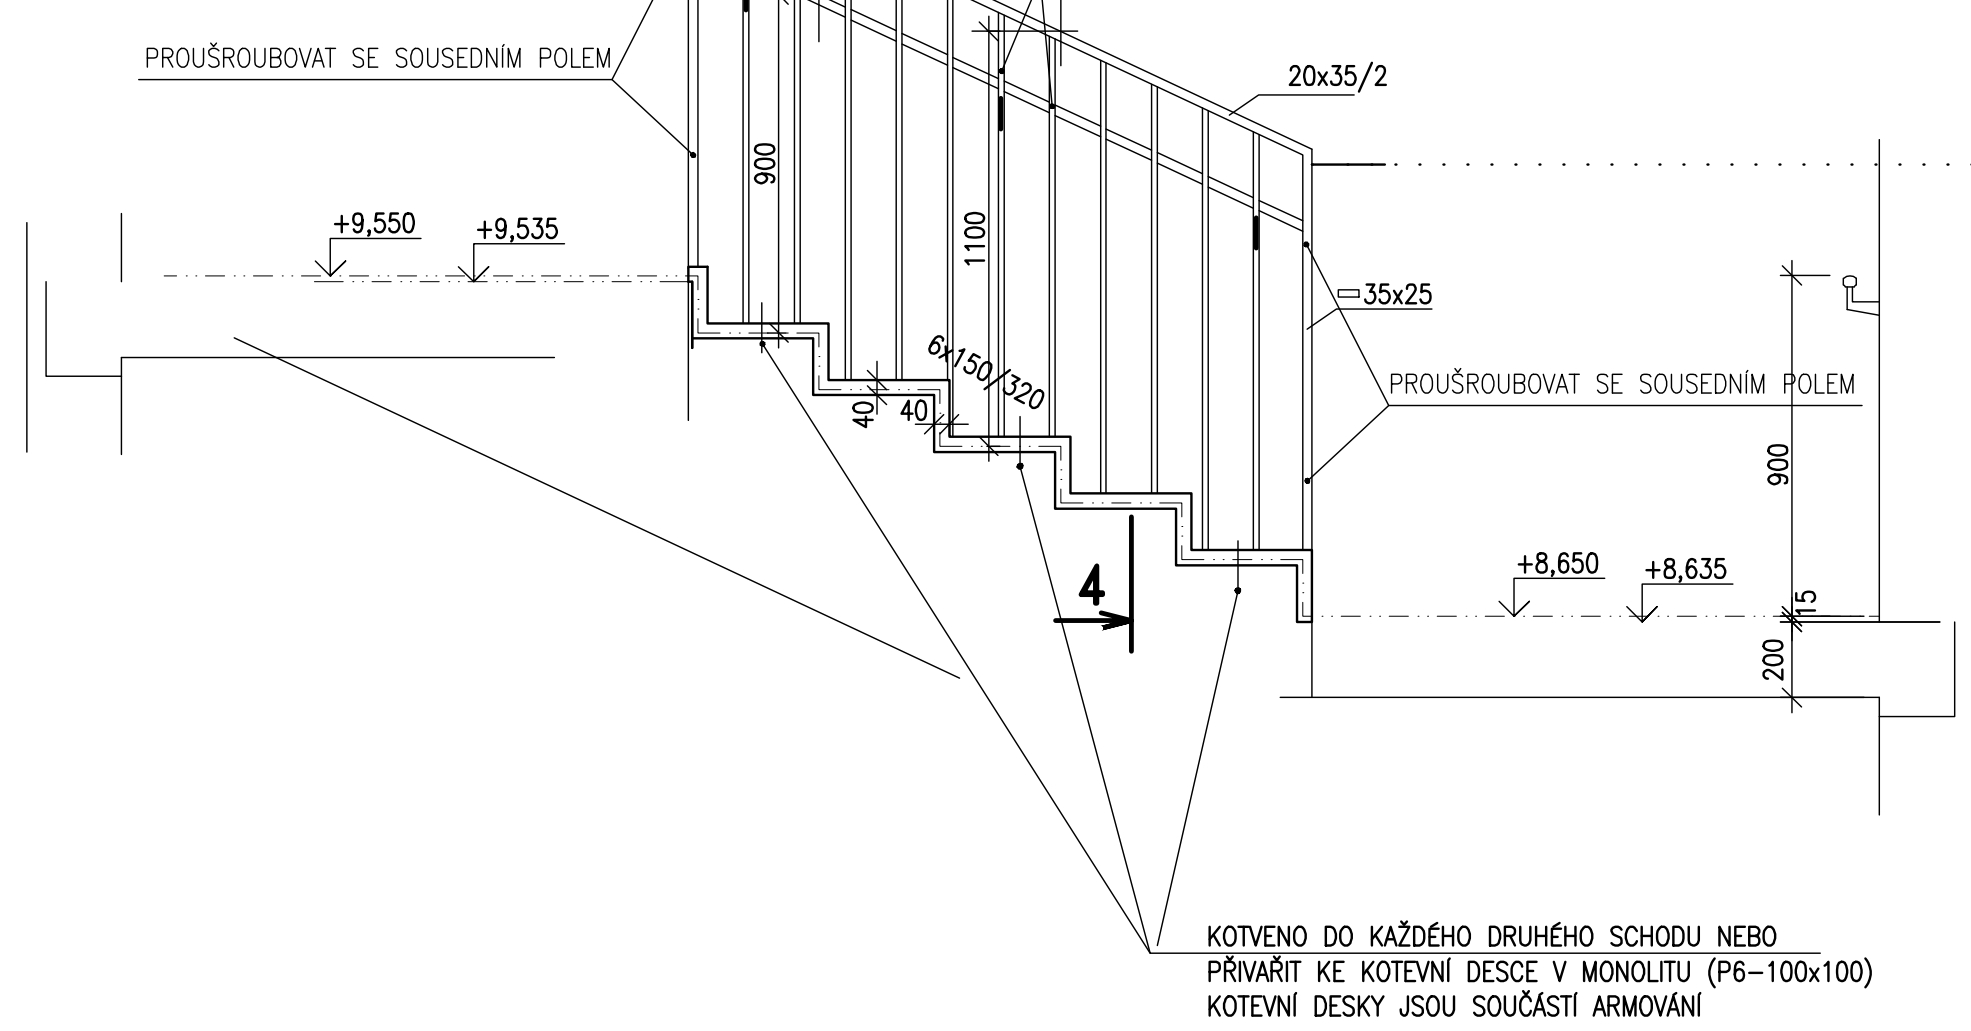 PROUŠROUBOVAT SE SOUSEDNÍM POLEM
20x35/2
900
+9,550
+9,535
1100
35x25
6x150/320
PROUŠROUBOVAT SE SOUSEDNÍM POLEM
40
40
900
4
+8,650
+8,635
15
200
KOTVENO DO KAŽDÉHO DRUHÉHO SCHODU NEBO
PŘIVAŘIT KE KOTEVNÍ DESCE V MONOLITU (P6-100x100)
KOTEVNÍ DESKY JSOU SOUČÁSTÍ ARMOVÁNÍ